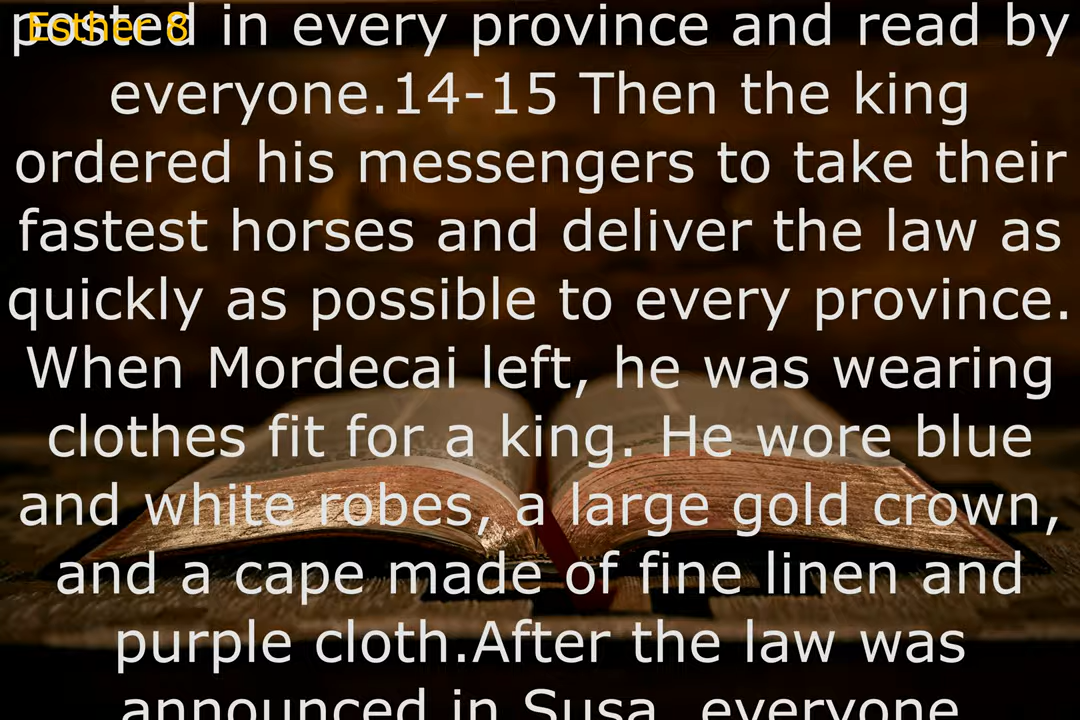 Esther 8
posted in every province and read by
everyone.14-15 Then the king
ordered his messengers to take their
fastest horses and deliver the law as
quickly as possible to every province.
When Mordecai left, he was wearing
clothes fit for a king. He wore blue
and white robes, a large gold crown,
and a cape made of fine linen and
purple cloth.After the law was
announced in Susa, everyone